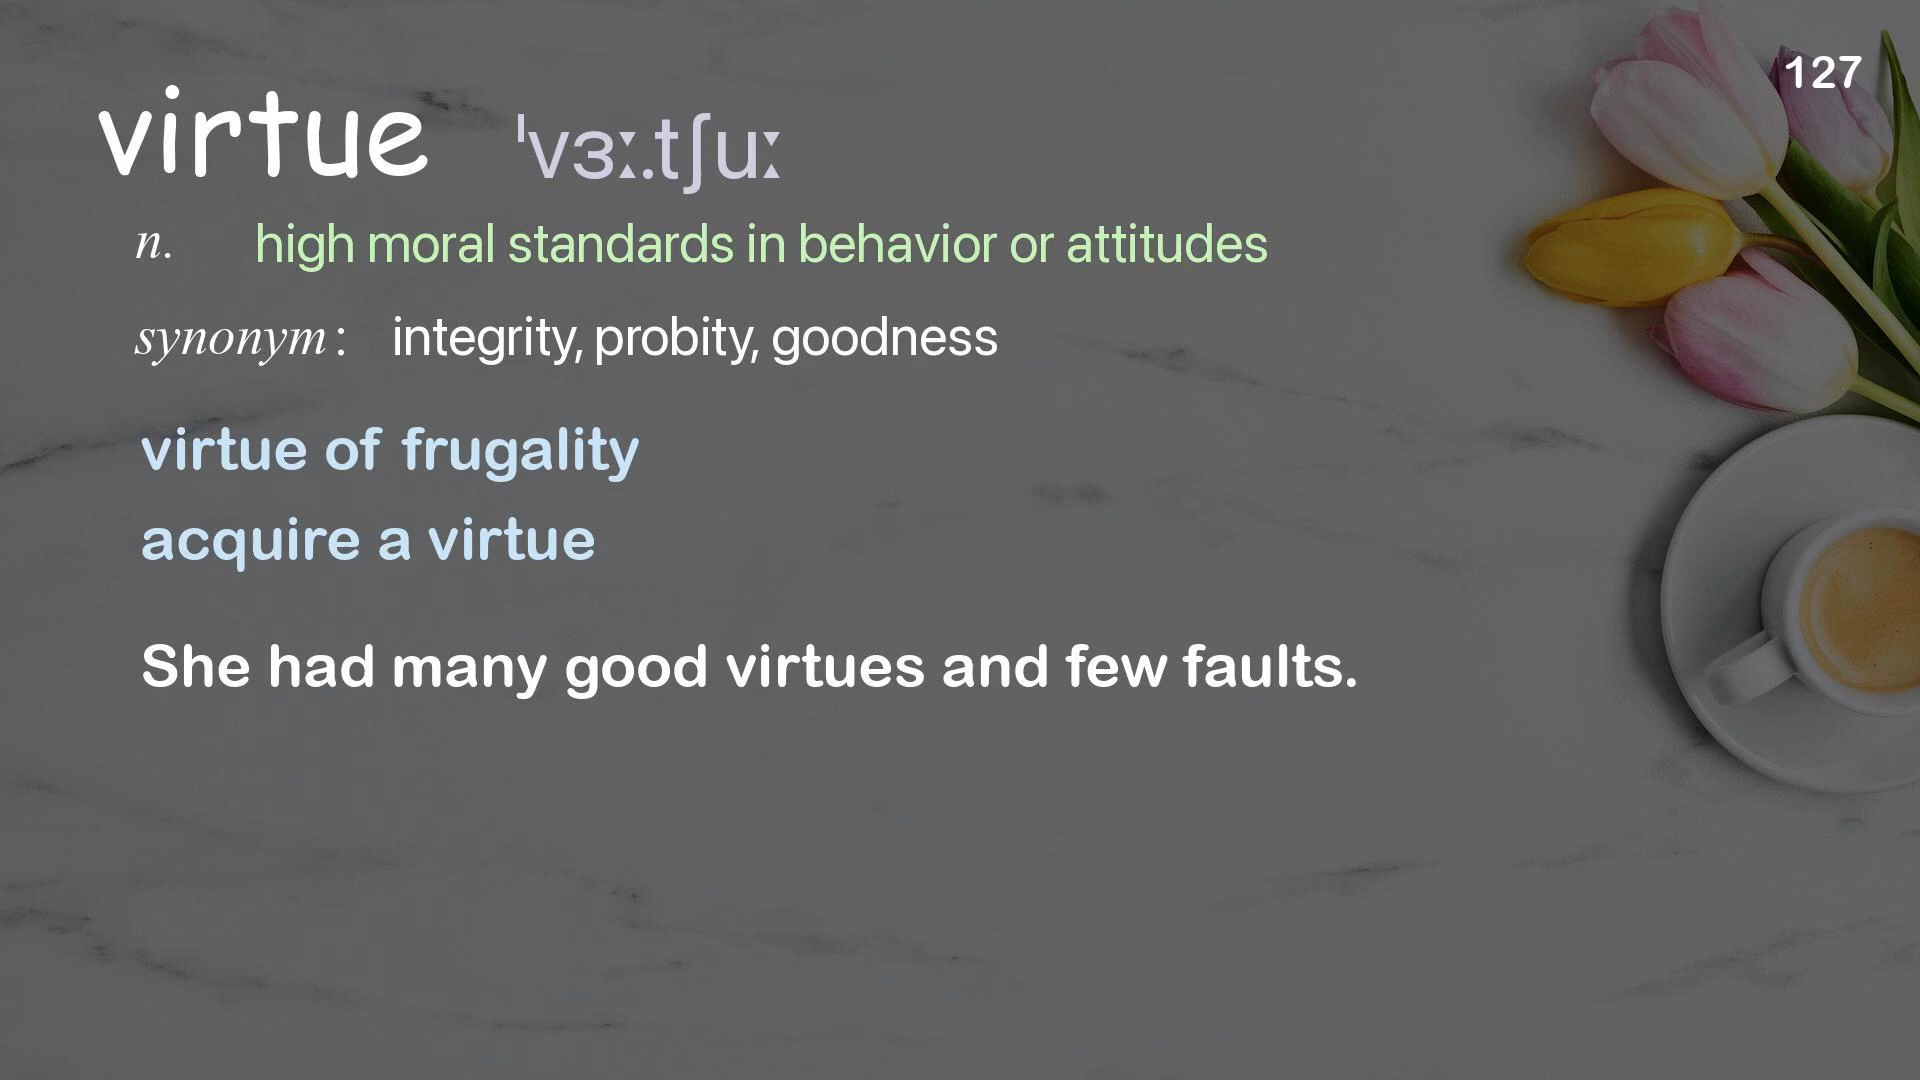 127
virtue ˈvɜː.tʃuː
n. high moral standards in behavior or attitudes
synonym: integrity, probity, goodness
virtue of frugality
acquire a virtue
She had many good virtues and few faults.